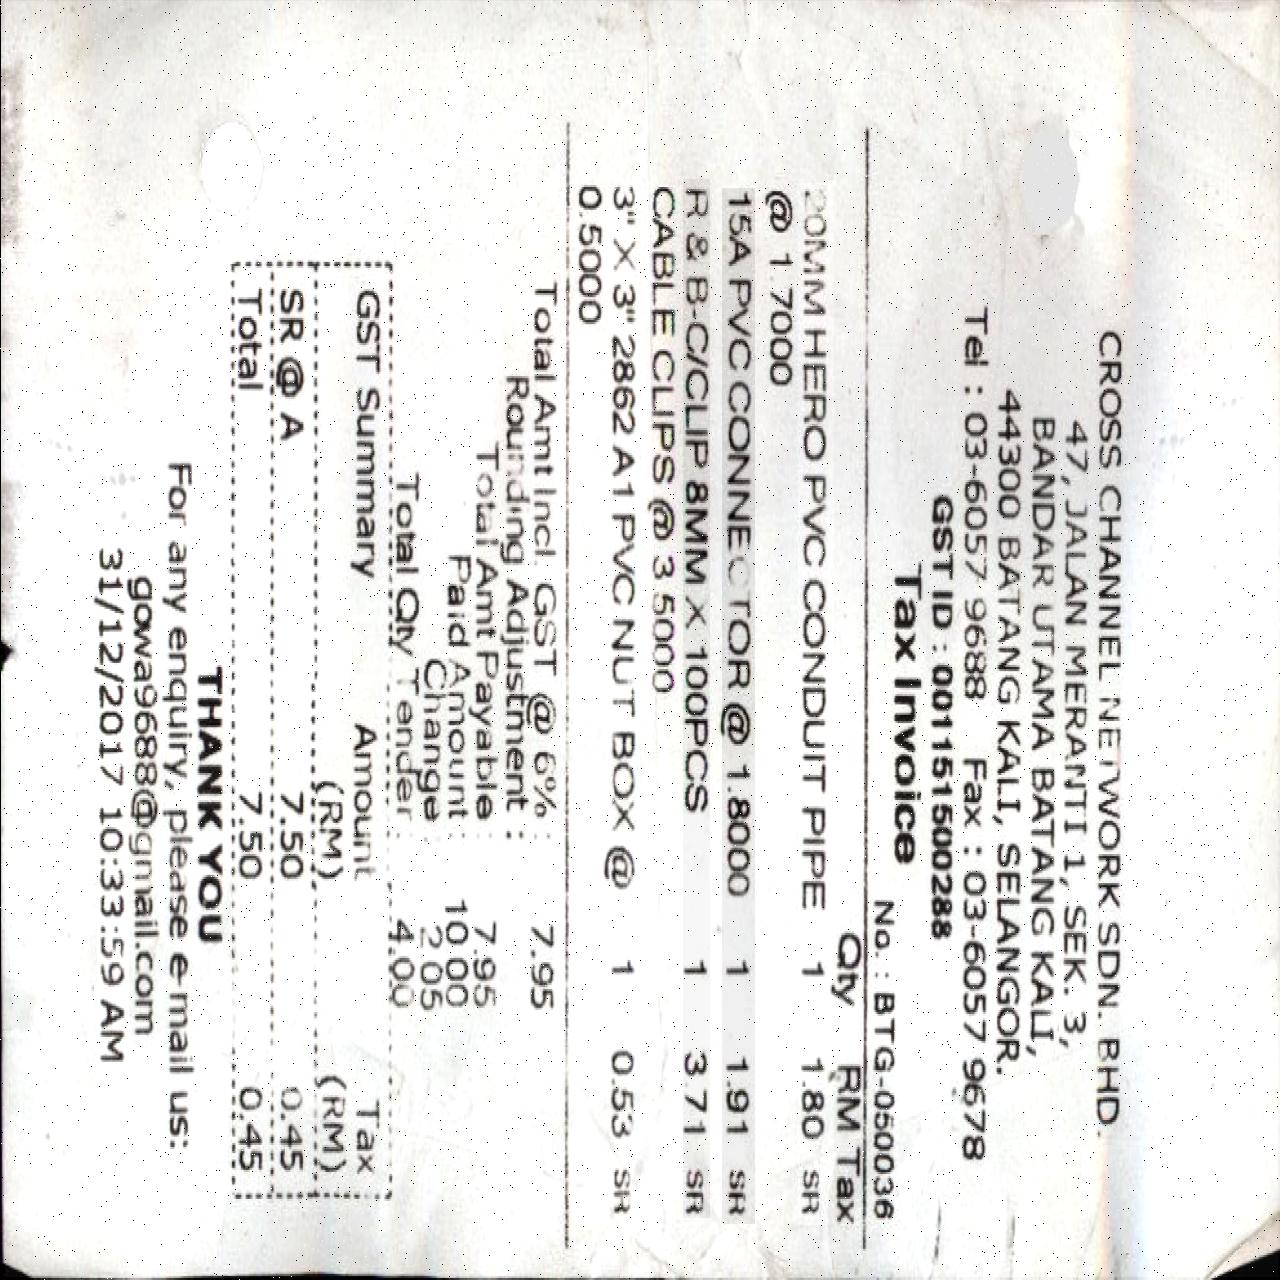 CROSS CHANNEL NETWORK SDN. BHD.
47, JALAN MERANTI 1, SEK. 3,
BANDAR UTAMA BATANG KALI,
44300 BATANG KALI, SELANGOR.
Tel : 03-6057 9688 Fax : 03-6057 9678
GST ID : 001151500288
Tax Invoice
No. : BTG-050036
Qty RM Tax
20MM HERO PVC CONDUIT PIPE 1 1.80 SR
@ 1.7000
15A PVC CONNECTOR @ 1.8000 1 1.91 SR
R & B-C/CLIP 8MM X 100PCS 1 3.71 SR
CABLE CLIPS @ 3.5000
3" X 3" 2862 A1 PVC NUT BOX @ 1 0.53 SR
0.5000
Total Amt Incl. GST @ 6% : 7.95
Rounding Adjustment :
Total Amt Payable : 7.95
Paid Amount : 10.00
Change : 2.05
Total Qty Tender : 4.00
GST Summary Amount Tax
(RM) (RM)
SR @ A 7.50 0.45
Total 7.50 0.45
THANK YOU
For any enquiry, please e-mail us:
gowa9688@gmail.com
31/12/2017 10:33:59 AM